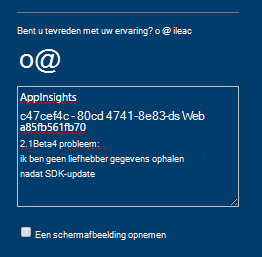 Bent u tevreden met uw ervaring? o @ ileac
o@
AppInsights
c47cef4c - 80cd 4741-8e83-ds Web
a85fb561fb70
2.1Beta4 probleem:
ik ben geen liefhebber gegevens ophalen
nadat SDK-update
Een schermafbeelding opnemen